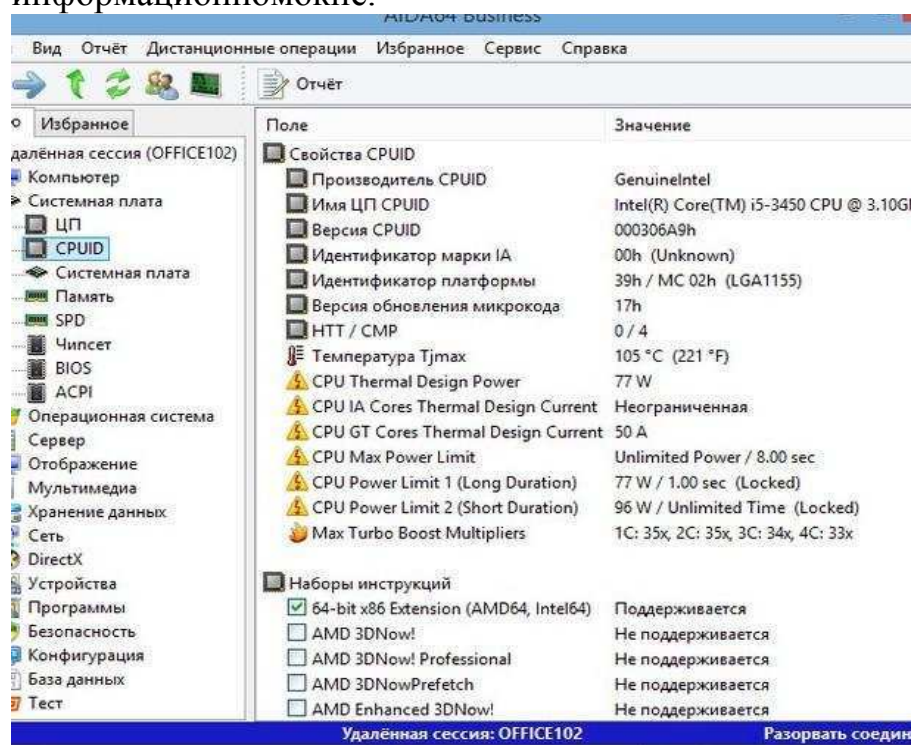 информационномокне.
AIDA64 Business
Вид Отчёт Дистанционные операции Избранное Сервис Справка
Отчёт
Избранное
Поле Значение
далённая сессия (OFFICE102)
Компьютер
Системная плата
ЦП
CPUID
Системная плата
Память
SPD
Чипсет
BIOS
ACPI
Операционная система
Сервер
Отображение
Мультимедиа
Хранение данных
Сеть
DirectX
Устройства
Программы
Безопасность
Конфигурация
База данных
Тест
Свойства CPUID
Производитель CPUID GenuineIntel
Имя ЦП CPUID Intel(R) Core(TM) i5-3450 CPU @ 3.10G
Версия CPUID 000306A9h
Идентификатор марки IA 00h (Unknown)
Идентификатор платформы 39h / MC 02h (LGA1155)
Версия обновления микрокода 17h
HTT / CMP 0 / 4
Температура Tjmax 105 °C (221 °F)
CPU Thermal Design Power 77 W
CPU IA Cores Thermal Design Current Неограниченная
CPU GT Cores Thermal Design Current 50 A
CPU Max Power Limit Unlimited Power / 8.00 sec
CPU Power Limit 1 (Long Duration) 77 W / 1.00 sec (Locked)
CPU Power Limit 2 (Short Duration) 96 W / Unlimited Time (Locked)
Max Turbo Boost Multipliers 1C: 35x, 2C: 35x, 3C: 34x, 4C: 33x
Наборы инструкций
64-bit x86 Extension (AMD64, Intel64) Поддерживается
AMD 3DNow! Не поддерживается
AMD 3DNow! Professional Не поддерживается
AMD 3DNowPrefetch Не поддерживается
AMD Enhanced 3DNow! Не поддерживается
Удалённая сессия: OFFICE102 Разорвать соедин